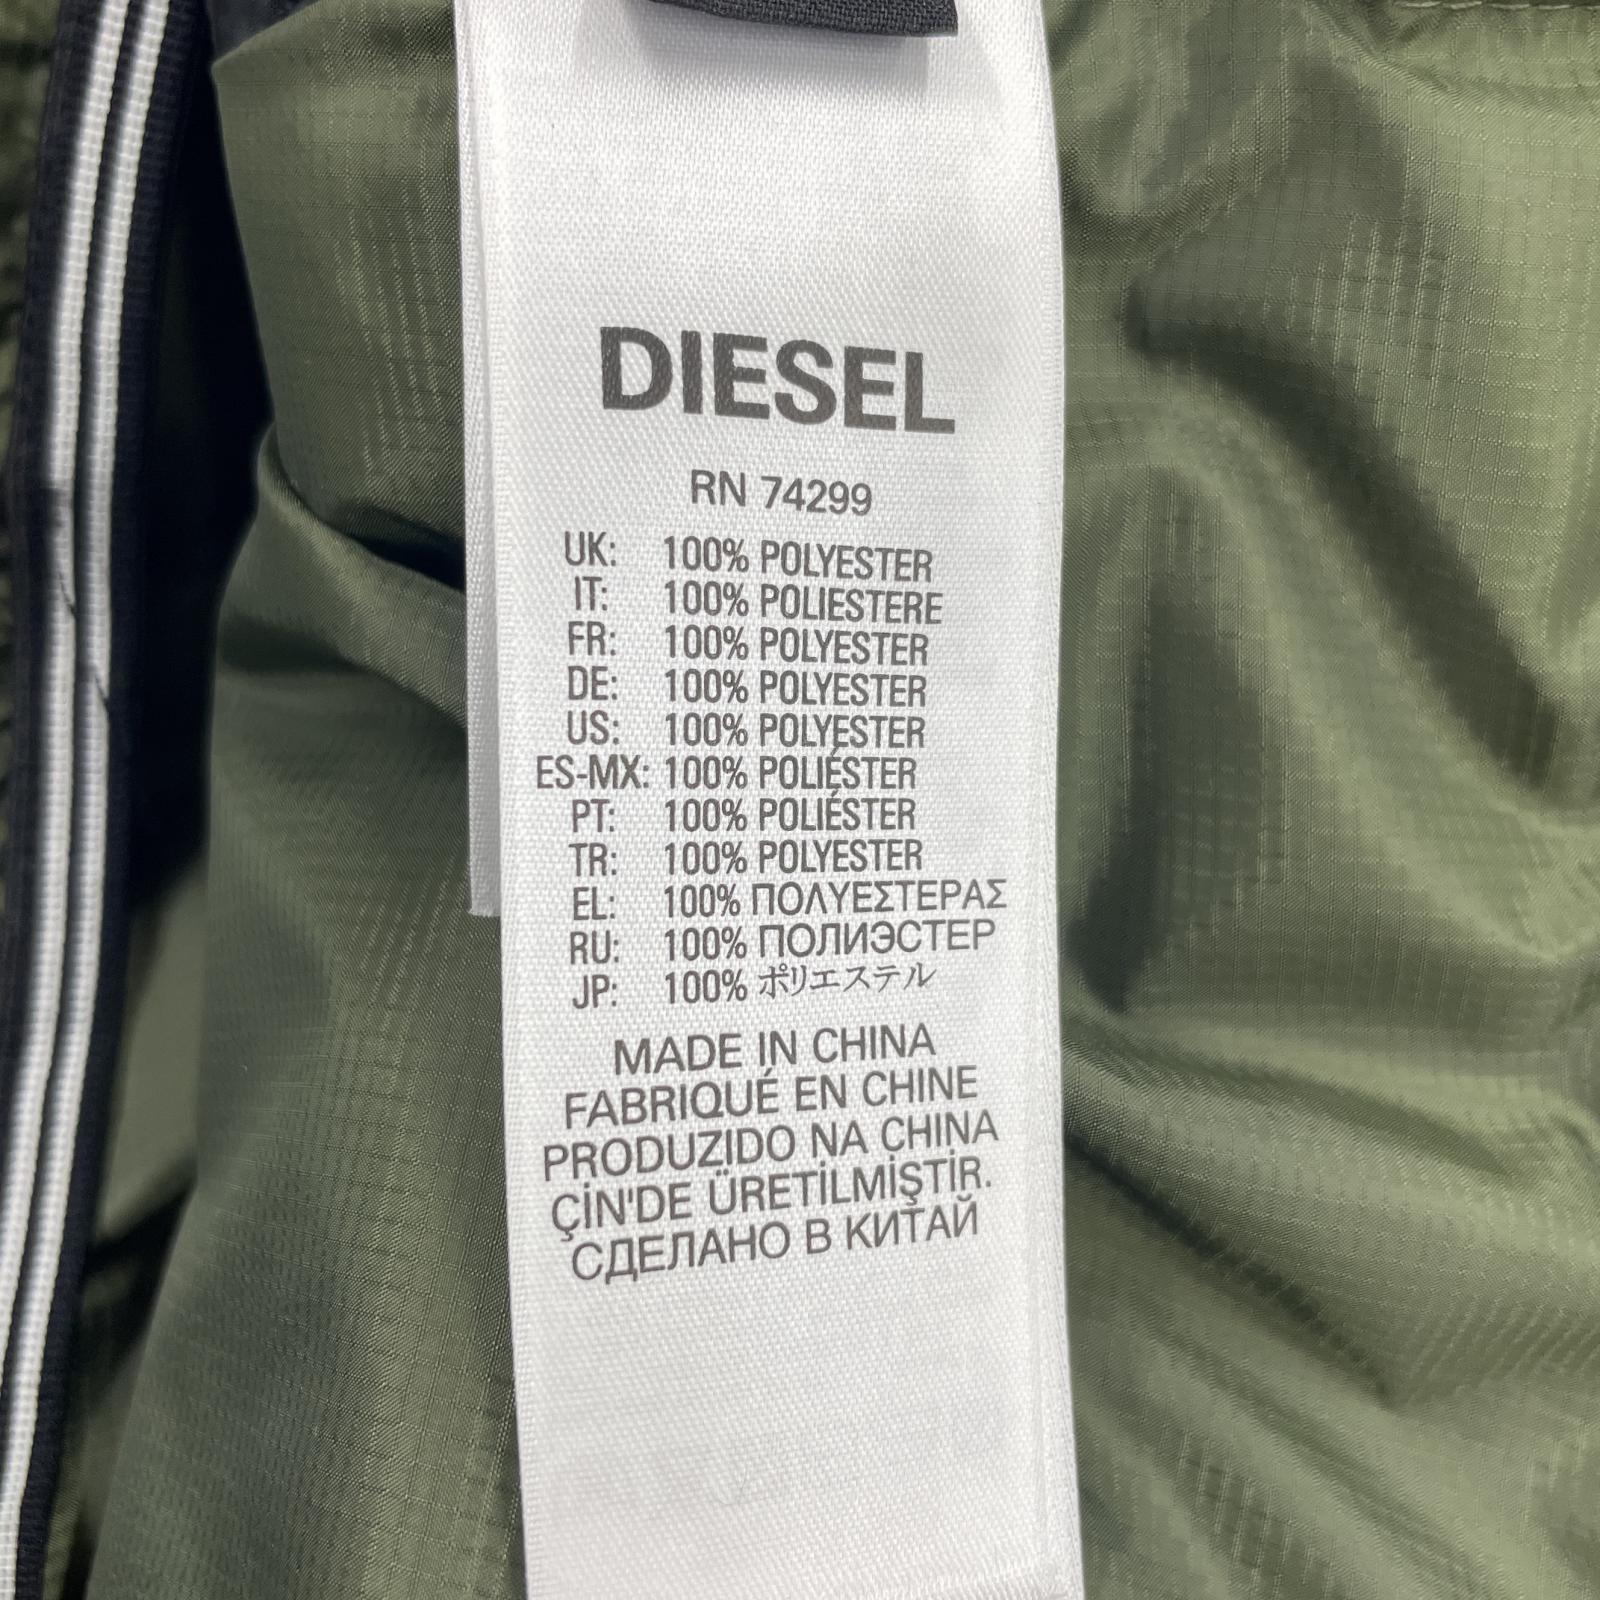 DIESEL
RN 74299
UK: 100% POLYESTER
IT: 100% POLIESTERE
FR: 100% POLYESTER
DE: 100% POLYESTER
US: 100% POLYESTER
ES-MX: 100% POLIÉSTER
PT: 100% POLIÉSTER
TR: 100% POLYESTER
EL: 100% ΠΟΛΥΕΣΤΕΡΑΣ
RU: 100% ПОЛИЭСТЕР
JP: 100% ポリエステル
MADE IN CHINA
FABRIQUÉ EN CHINE
PRODUZIDO NA CHINA
ÇİN'DE ÜRETİLMİŞTİR.
СДЕЛАНО В КИТАЙ